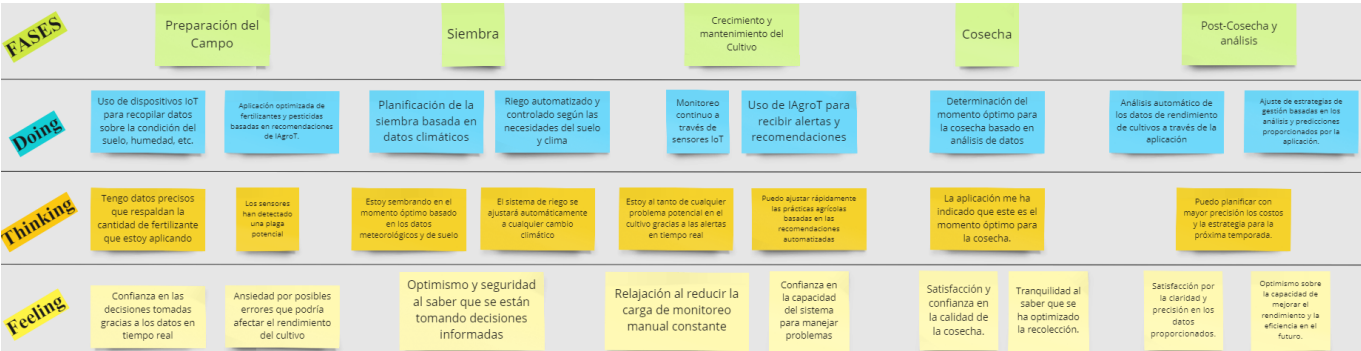 FASES
Preparación del
Campo
Siembra
Crecimiento y
mantenimiento del
Cultivo
Cosecha
Post-Cosecha y
análisis
Doing
Uso de dispositivos IoT
para recopilar datos
sobre la condición del
suelo, humedad, etc.
Aplicación optimizada de
fertilizantes y pesticidas
basadas en recomendaciones
de IAgroT.
Planificación de la
siembra basada en
datos climáticos
Riego automatizado y
controlado según las
necesidades del suelo
y clima
Monitoreo
continuo a
través de
sensores IoT
Uso de IAgroT para
recibir alertas y
recomendaciones
Determinación del
momento óptimo para
la cosecha basado en
análisis de datos
Análisis automático de
los datos de rendimiento
de cultivos a través de la
aplicación
Ajuste de estrategias de
gestión basadas en los
análisis y predicciones
proporcionados por la
aplicación.
Thinking
Tengo datos precisos
que respaldan la
cantidad de fertilizante
que estoy aplicando
Los sensores
han detectado
una plaga
potencial
Estoy sembrando en el
momento óptimo basado
en los datos
meteorológicos y de suelo
El sistema de riego se
ajustará automáticamente
a cualquier cambio
climático
Estoy al tanto de cualquier
problema potencial en el
cultivo gracias a las alertas
en tiempo real
Puedo ajustar rápidamente
las prácticas agrícolas
basadas en las
recomendaciones
automatizadas
La aplicación me ha
indicado que este es el
momento óptimo para
la cosecha.
Puedo planificar con
mayor precisión los costos
y la estrategia para la
próxima temporada.
Feeling
Confianza en las
decisiones tomadas
gracias a los datos en
tiempo real
Ansiedad por posibles
errores que podría
afectar el rendimiento
del cultivo
Optimismo y seguridad
al saber que se están
tomando decisiones
informadas
Relajación al reducir la
carga de monitoreo
manual constante
Confianza en
la capacidad
del sistema
para manejar
problemas
Satisfacción y
confianza en
la calidad de
la cosecha.
Tranquilidad al
saber que se
ha optimizado
la recolección.
Satisfacción por
la claridad y
precisión en los
datos
proporcionados.
Optimismo sobre
la capacidad de
mejorar el
rendimiento y la
eficiencia en el
futuro.